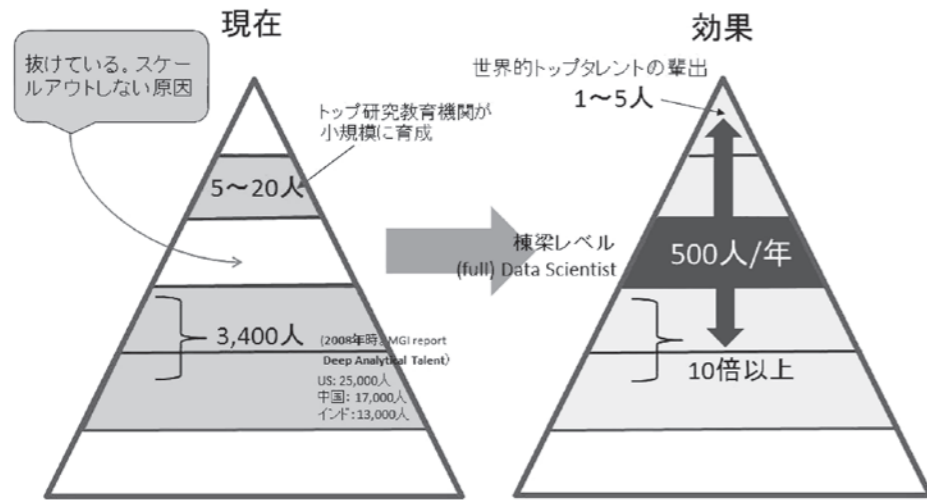 現在
抜けている。スケー
ルアウトしない原因
トップ研究教育機関が
小規模に育成
5～20人
3,400人
(2008年時。MGI report
Deep Analytical Talent)
US: 25,000人
中国: 17,000人
インド: 13,000人
効果
世界的トップタレントの輩出
1～5人
棟梁レベル
(full) Data Scientist
500人/年
10倍以上